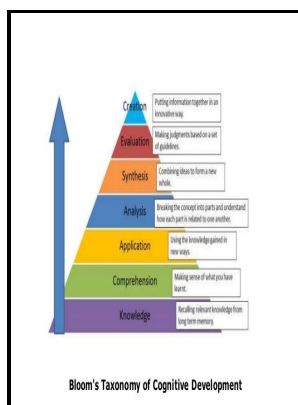 Creation
Putting information together in an
innovative way.
Evaluation
Making judgments based on a set
of guidelines.
Synthesis
Combining ideas to form a new
whole.
Analysis
Breaking the concept into parts and understand
how each part is related to one another.
Application
Using the knowledge gained in
new ways.
Comprehension
Making sense of what you have
learnt.
Knowledge
Recalling relevant knowledge from
long term memory.
Bloom's Taxonomy of Cognitive Development